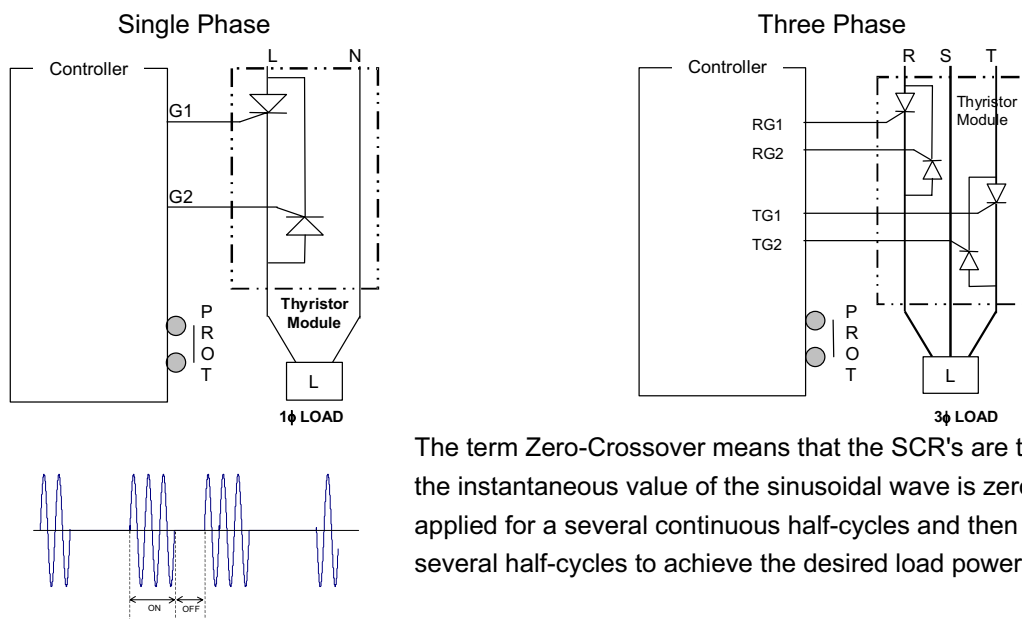 Single Phase
Controller
L N
G1
G2
Thyristor
Module
PROT
L
1ϕ LOAD
Three Phase
Controller
R S T
Thyristor
Module
RG1
RG2
TG1
TG2
PROT
L
3ϕ LOAD
The term Zero-Crossover means that the SCR's are t
the instantaneous value of the sinusoidal wave is zero
applied for a several continuous half-cycles and then
several half-cycles to achieve the desired load power
ON OFF